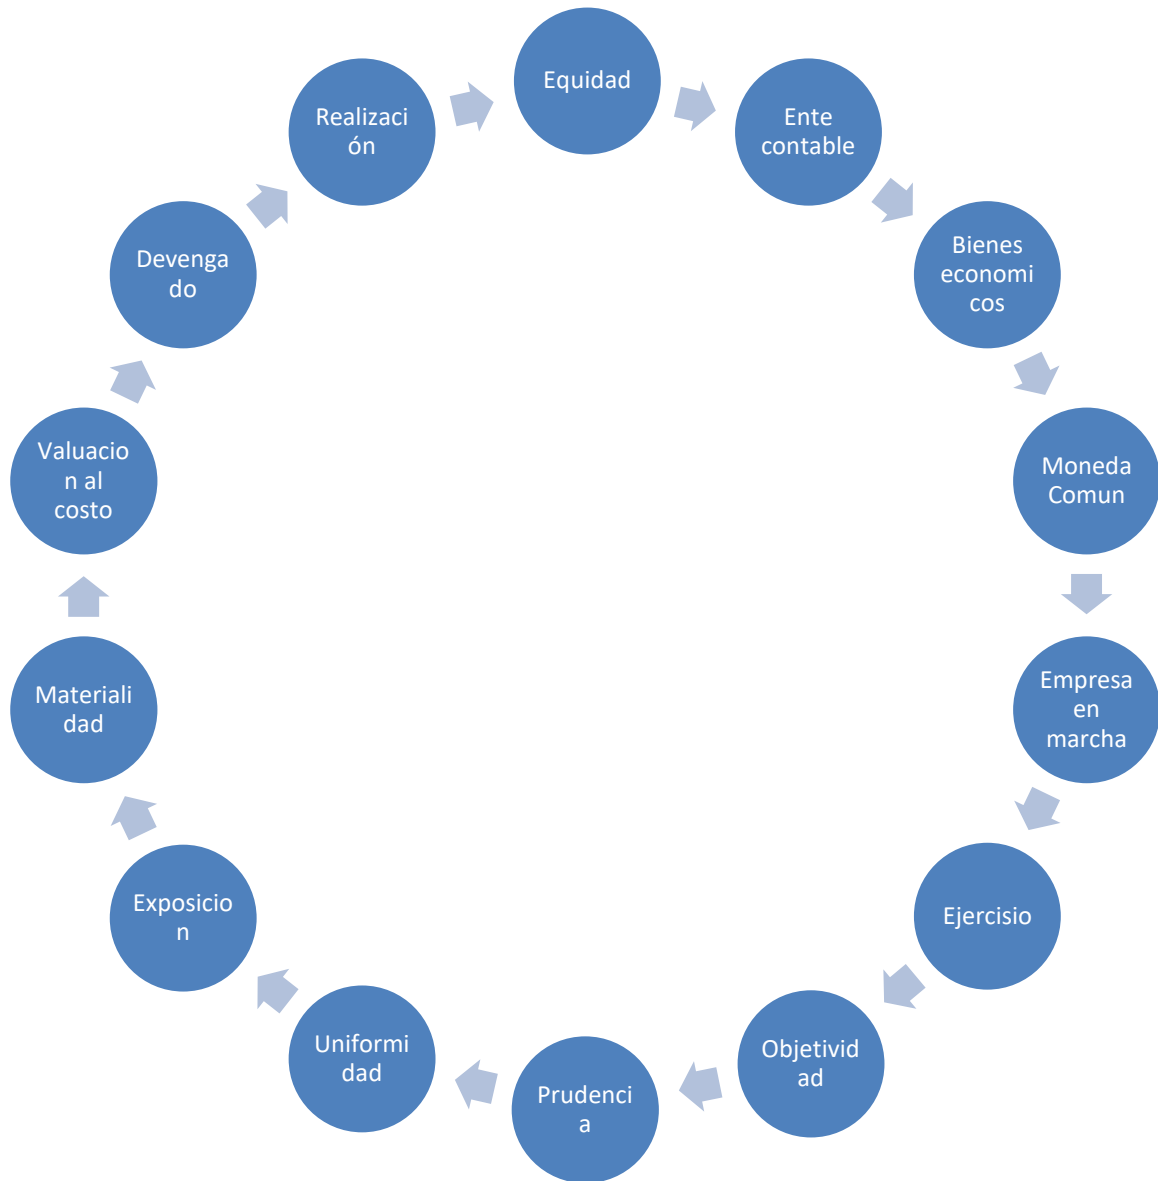 Equidad
Ente
contable
Bienes
economi
cos
Moneda
Comun
Empresa
en
marcha
Ejercisio
Objetivid
ad
Prudenci
a
Uniformi
dad
Exposicio
n
Materiali
dad
Valuacio
n al
costo
Devenga
do
Realizaci
ón